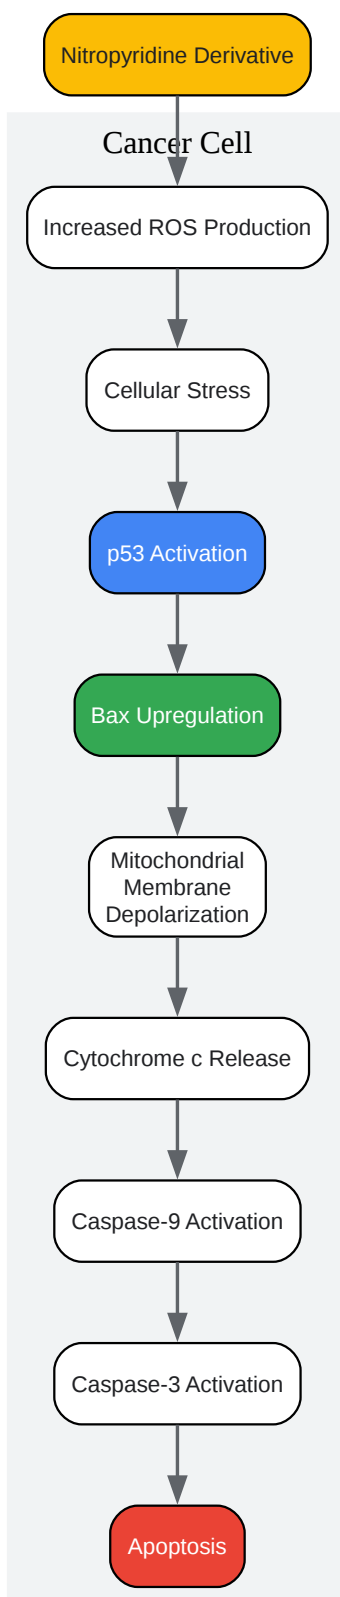 Nitropyridine Derivative
Cancer Cell
Increased ROS Production
Cellular Stress
p53 Activation
Bax Upregulation
Mitochondrial
Membrane
Depolarization
Cytochrome c Release
Caspase-9 Activation
Caspase-3 Activation
Apoptosis